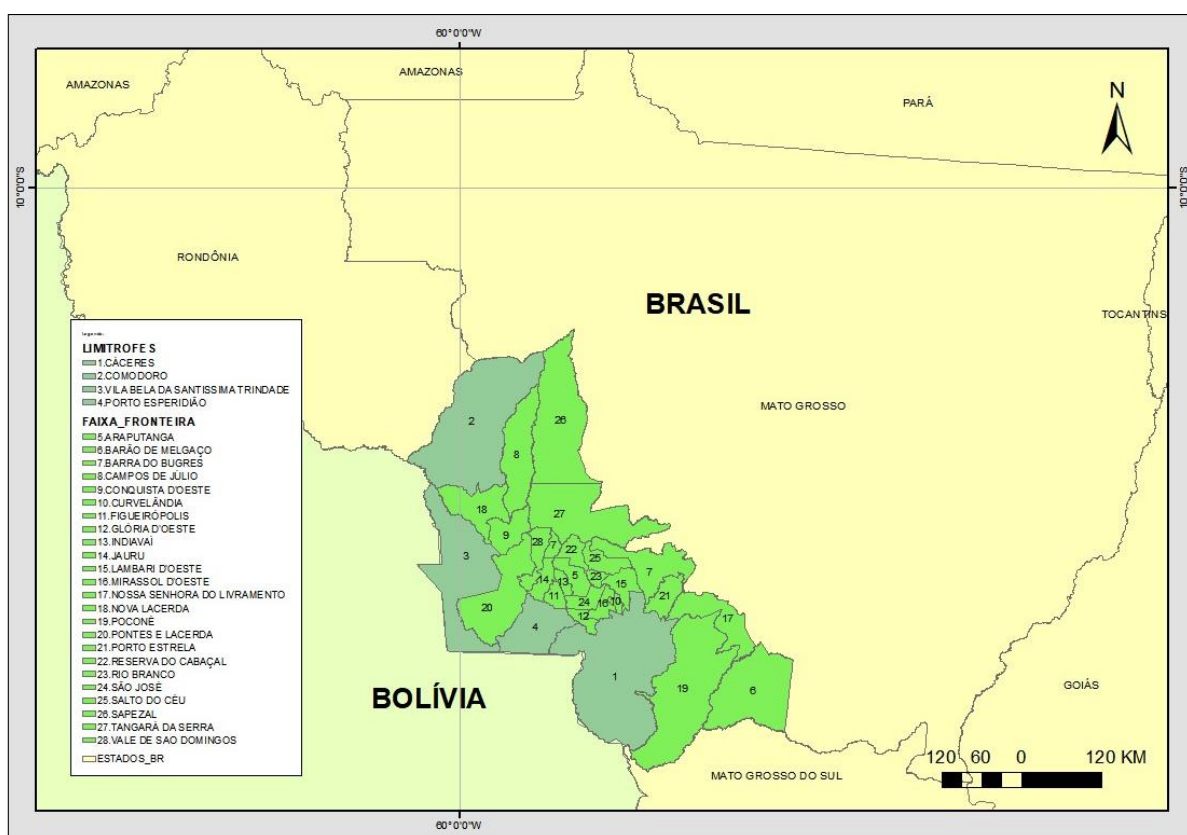 60°0'0"W
AMAZONAS
AMAZONAS
PARÁ
N
10°0'0"S
10°0'0"S
RONDÔNIA
BRASIL
TOCANTINS
MATO GROSSO
legenda
LIMITROFES
1.CÁCERES
2.COMODORO
3.VILA BELA DA SANTISSIMA TRINDADE
4.PORTO ESPERIDIÃO
FAIXA_FRONTEIRA
5.ARAPUTANGA
6.BARÃO DE MELGAÇO
7.BARRA DO BUGRES
8.CAMPOS DE JÚLIO
9.CONQUISTA D'OESTE
10.CURVELÂNDIA
11.FIGUEIRÓPOLIS
12.GLÓRIA D'OESTE
13.INDIAVAÍ
14.JAURU
15.LAMBARI D'OESTE
16.MIRASSOL D'OESTE
17.NOSSA SENHORA DO LIVRAMENTO
18.NOVA LACERDA
19.POCONÉ
20.PONTES E LACERDA
21.PORTO ESTRELA
22.RESERVA DO CABAÇAL
23.RIO BRANCO
24.SÃO JOSÉ
25.SALTO DO CÉU
26.SAPEZAL
27.TANGARÁ DA SERRA
28.VALE DE SAO DOMINGOS
ESTADOS_BR
2
26
8
18
27
9
28
7
22
25
3
14
13
5
23
15
7
11
24
16
10
21
20
12
17
4
1
19
6
BOLÍVIA
GOIÁS
MATO GROSSO DO SUL
120 60 0 120 KM
60°0'0"W